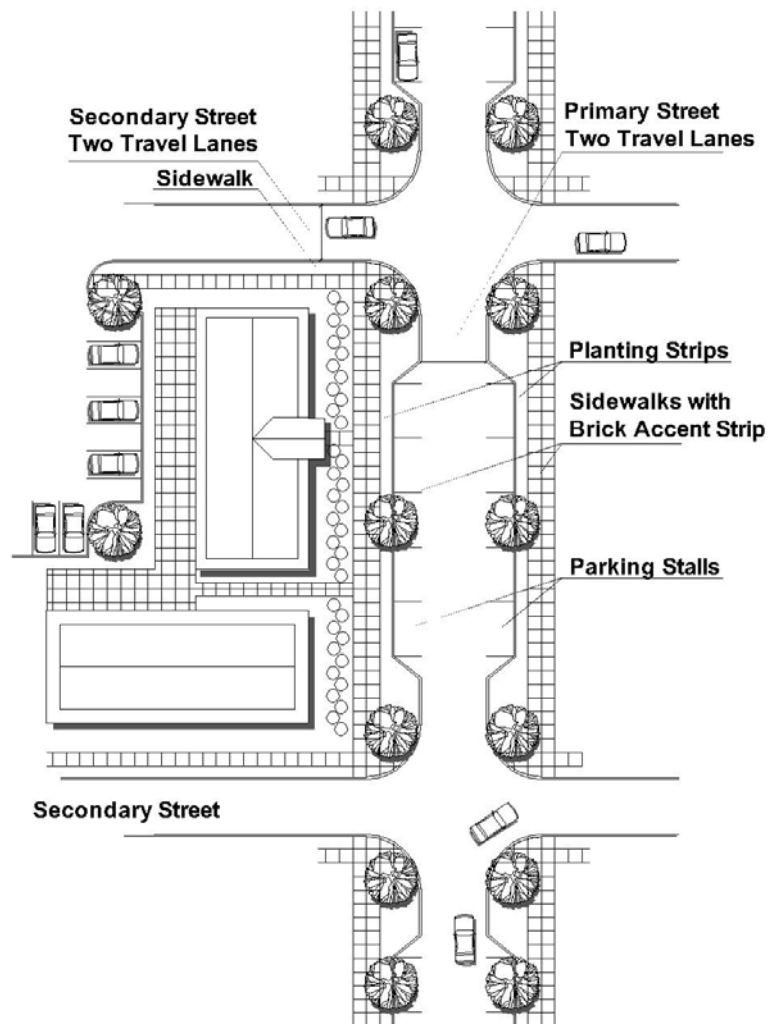 Secondary Street
Two Travel Lanes
Sidewalk
Primary Street
Two Travel Lanes
Planting Strips
Sidewalks with
Brick Accent Strip
Parking Stalls
Secondary Street